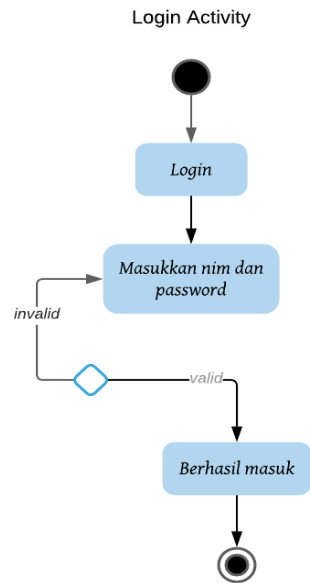 Login Activity
Login
Masukkan nim dan
password
invalid
valid
Berhasil masuk